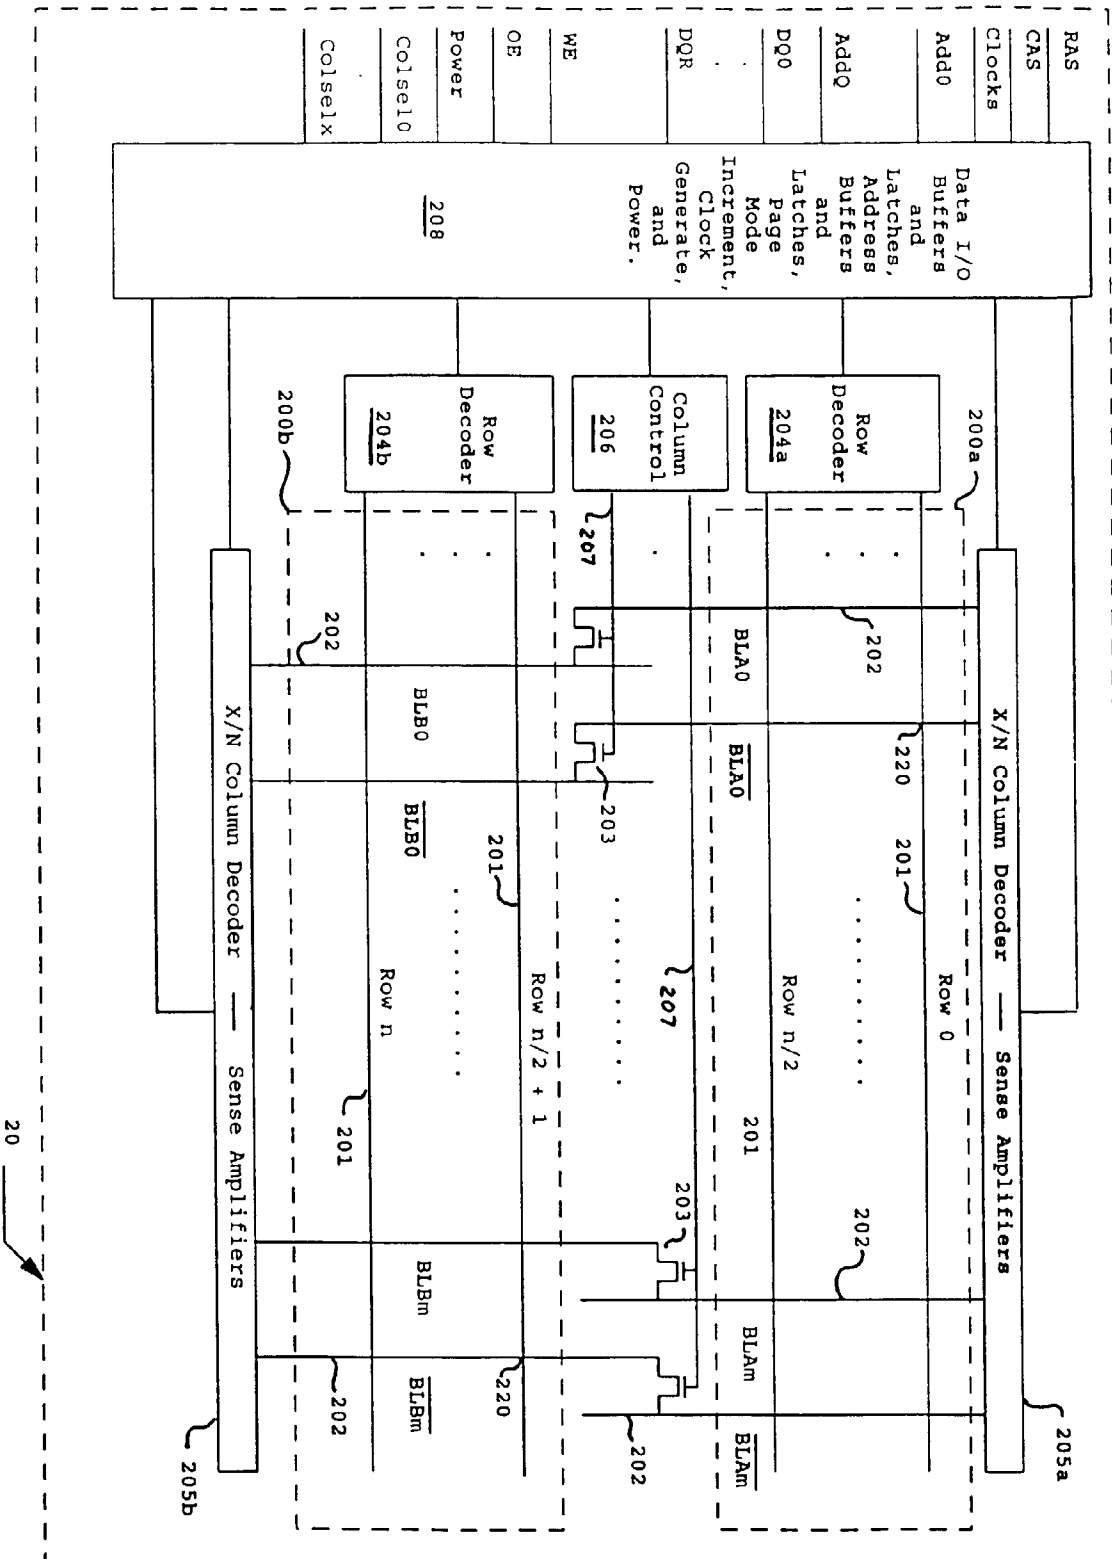 RAS
CAS
Clocks
Add0
AddQ
DQ0
.
.
DQR
WE
OE
Power
Colsel0
.
Colselx
Data I/O
Buffers
and
Latches,
Address
Buffers
and
Latches,
Page
Mode
Increment,
Clock
Generate,
and
Power.
208
Row
Decoder
204a
Column
Control
206
Row
Decoder
204b
200a
200b
205a
X/N Column Decoder — Sense Amplifiers
Row 0
201
220
202
202
Row n/2
201
BLA0
BLA0
BLAm
BLAm
207
207
203
203
202
Row n/2 + 1
201
220
BLB0
BLB0
BLBm
BLBm
Row n
201
202
202
X/N Column Decoder — Sense Amplifiers
205b
20